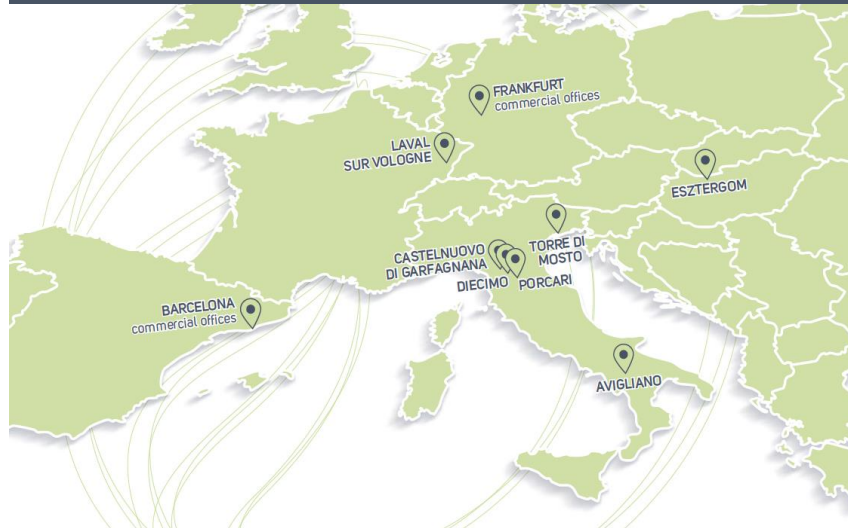 FRANKFURT
commercial offices
LAVAL
SUR VOLOGNE
ESZTERGOM
CASTELNUOVO
DI GARFAGNANA
TORRE DI
MOSTO
DIECIMO
PORCARI
BARCELONA
commercial offices
AVIGLIANO